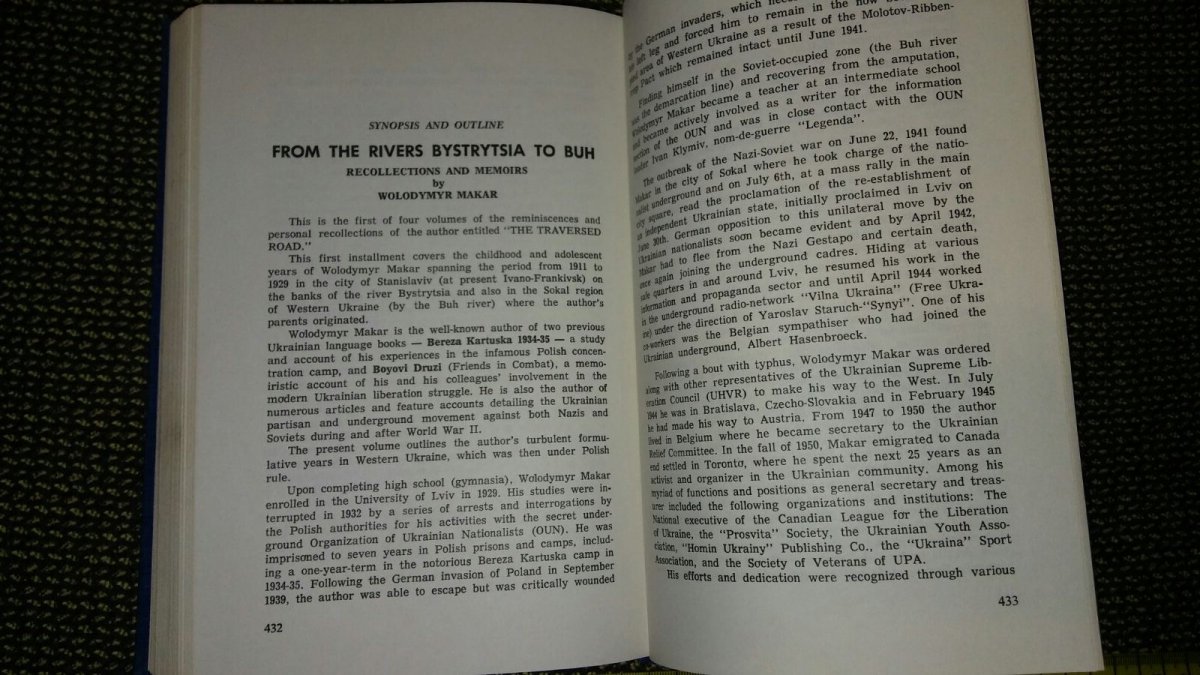 SYNOPSIS AND OUTLINE
FROM THE RIVERS BYSTRYTSIA TO BUH
RECOLLECTIONS AND MEMOIRS
by
WOLODYMYR MAKAR
This is the first of four volumes of the reminiscences and
personal recollections of the author entitled "THE TRAVERSED
ROAD."
This first installment covers the childhood and adolescent
years of Wolodymyr Makar spanning the period from 1911 to
1929 in the city of Stanislaviv (at present Ivano-Frankivsk) on
the banks of the river Bystrytsia and also in the Sokal region
of Western Ukraine (by the Buh river) where the author's
parents originated.
Wolodymyr Makar is the well-known author of two previous
Ukrainian language books — Bereza Kartuska 1934-35 — a study
and account of his experiences in the infamous Polish concen-
tration camp, and Boyovi Druzi (Friends in Combat), a memo-
iristic account of his and his colleagues' involvement in the
modern Ukrainian liberation struggle. He is also the author of
numerous articles and feature accounts detailing the Ukrainian
partisan and underground movement against both Nazis and
Soviets during and after World War II.
The present volume outlines the author's turbulent formu-
lative years in Western Ukraine, which was then under Polish
rule.
Upon completing high school (gymnasia), Wolodymyr Makar
enrolled in the University of Lviv in 1929. His studies were in-
terrupted in 1932 by a series of arrests and interrogations by
the Polish authorities for his activities with the secret under-
ground Organization of Ukrainian Nationalists (OUN). He was
imprisoned to seven years in Polish prisons and camps, includ-
ing a one-year-term in the notorious Bereza Kartuska camp in
1934-35. Following the German invasion of Poland in September
1939, the author was able to escape but was critically wounded
432
the German invaders, which
left leg and forced him to remain in the now
area of Western Ukraine as a result of the Molotov-Ribben-
Pact which remained intact until June 1941.
Finding himself in the Soviet-occupied zone (the Buh river
was the demarcation line) and recovering from the amputation,
Wolodymyr Makar became a teacher at an intermediate school
and became actively involved as a writer for the information
section of the OUN and was in close contact with the OUN
leader Ivan Klymiv, nom-de-guerre "Legenda".
The outbreak of the Nazi-Soviet war on June 22, 1941 found
Makar in the city of Sokal where he took charge of the natio-
nalist underground and on July 6th, at a mass rally in the main
city square, read the proclamation of the re-establishment of
an independent Ukrainian state, initially proclaimed in Lviv on
June 30th. German opposition to this unilateral move by the
Ukrainian nationalists soon became evident and by April 1942,
Makar had to flee from the Nazi Gestapo and certain death,
once again joining the underground cadres. Hiding at various
safe quarters in and around Lviv, he resumed his work in the
information and propaganda sector and until April 1944 worked
in the underground radio-network "Vilna Ukraina" (Free Ukra-
ine) under the direction of Yaroslav Staruch-"Synyi". One of his
co-workers was the Belgian sympathiser who had joined the
Ukrainian underground, Albert Hasenbroeck.
Following a bout with typhus, Wolodymyr Makar was ordered
along with other representatives of the Ukrainian Supreme Lib-
eration Council (UHVR) to make his way to the West. In July
1944 he was in Bratislava, Czecho-Slovakia and in February 1945
he had made his way to Austria. From 1947 to 1950 the author
lived in Belgium where he became secretary to the Ukrainian
Relief Committee. In the fall of 1950, Makar emigrated to Canada
and settled in Toronto, where he spent the next 25 years as an
activist and organizer in the Ukrainian community. Among his
myriad of functions and positions as general secretary and treas-
urer included the following organizations and institutions: The
National executive of the Canadian League for the Liberation
of Ukraine, the "Prosvita" Society, the Ukrainian Youth Asso-
ciation, "Homin Ukrainy" Publishing Co., the "Ukraina" Sport
Association, and the Society of Veterans of UPA.
His efforts and dedication were recognized through various
433